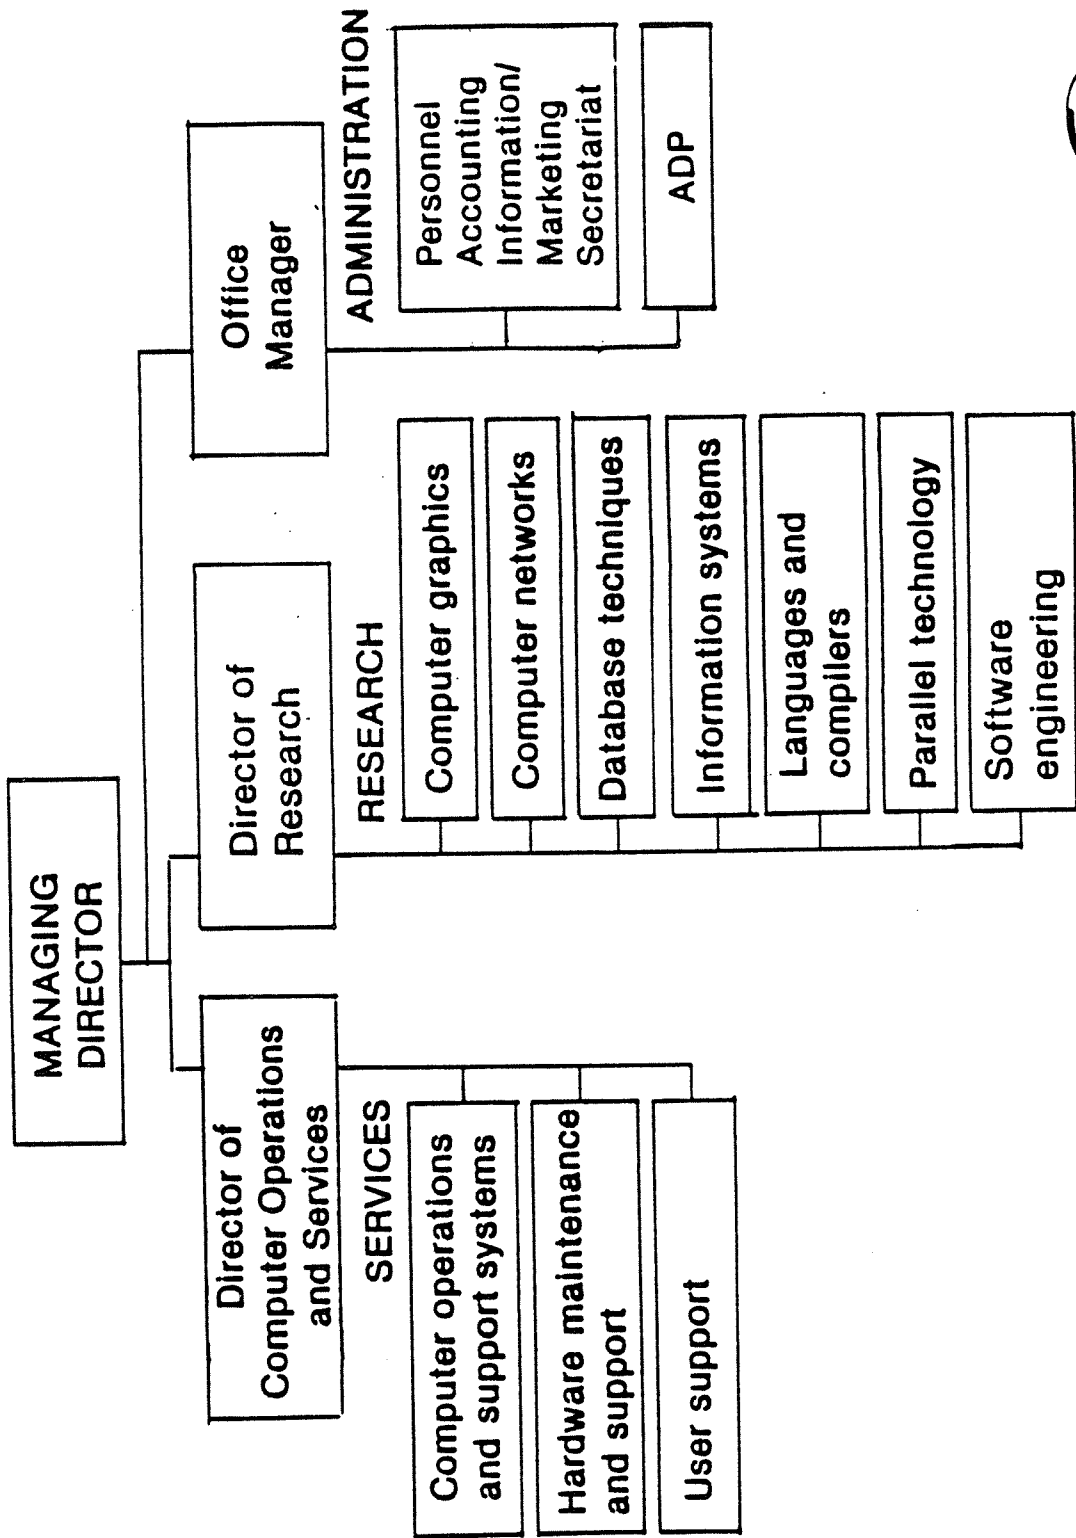 MANAGING
DIRECTOR
Director of
Computer Operations
and Services
SERVICES
Computer operations
and support systems
Hardware maintenance
and support
User support
Director of
Research
RESEARCH
Computer graphics
Computer networks
Database techniques
Information systems
Languages and
compilers
Parallel technology
Software
engineering
Office
Manager
ADMINISTRATION
Personnel
Accounting
Information/
Marketing
Secretariat
ADP